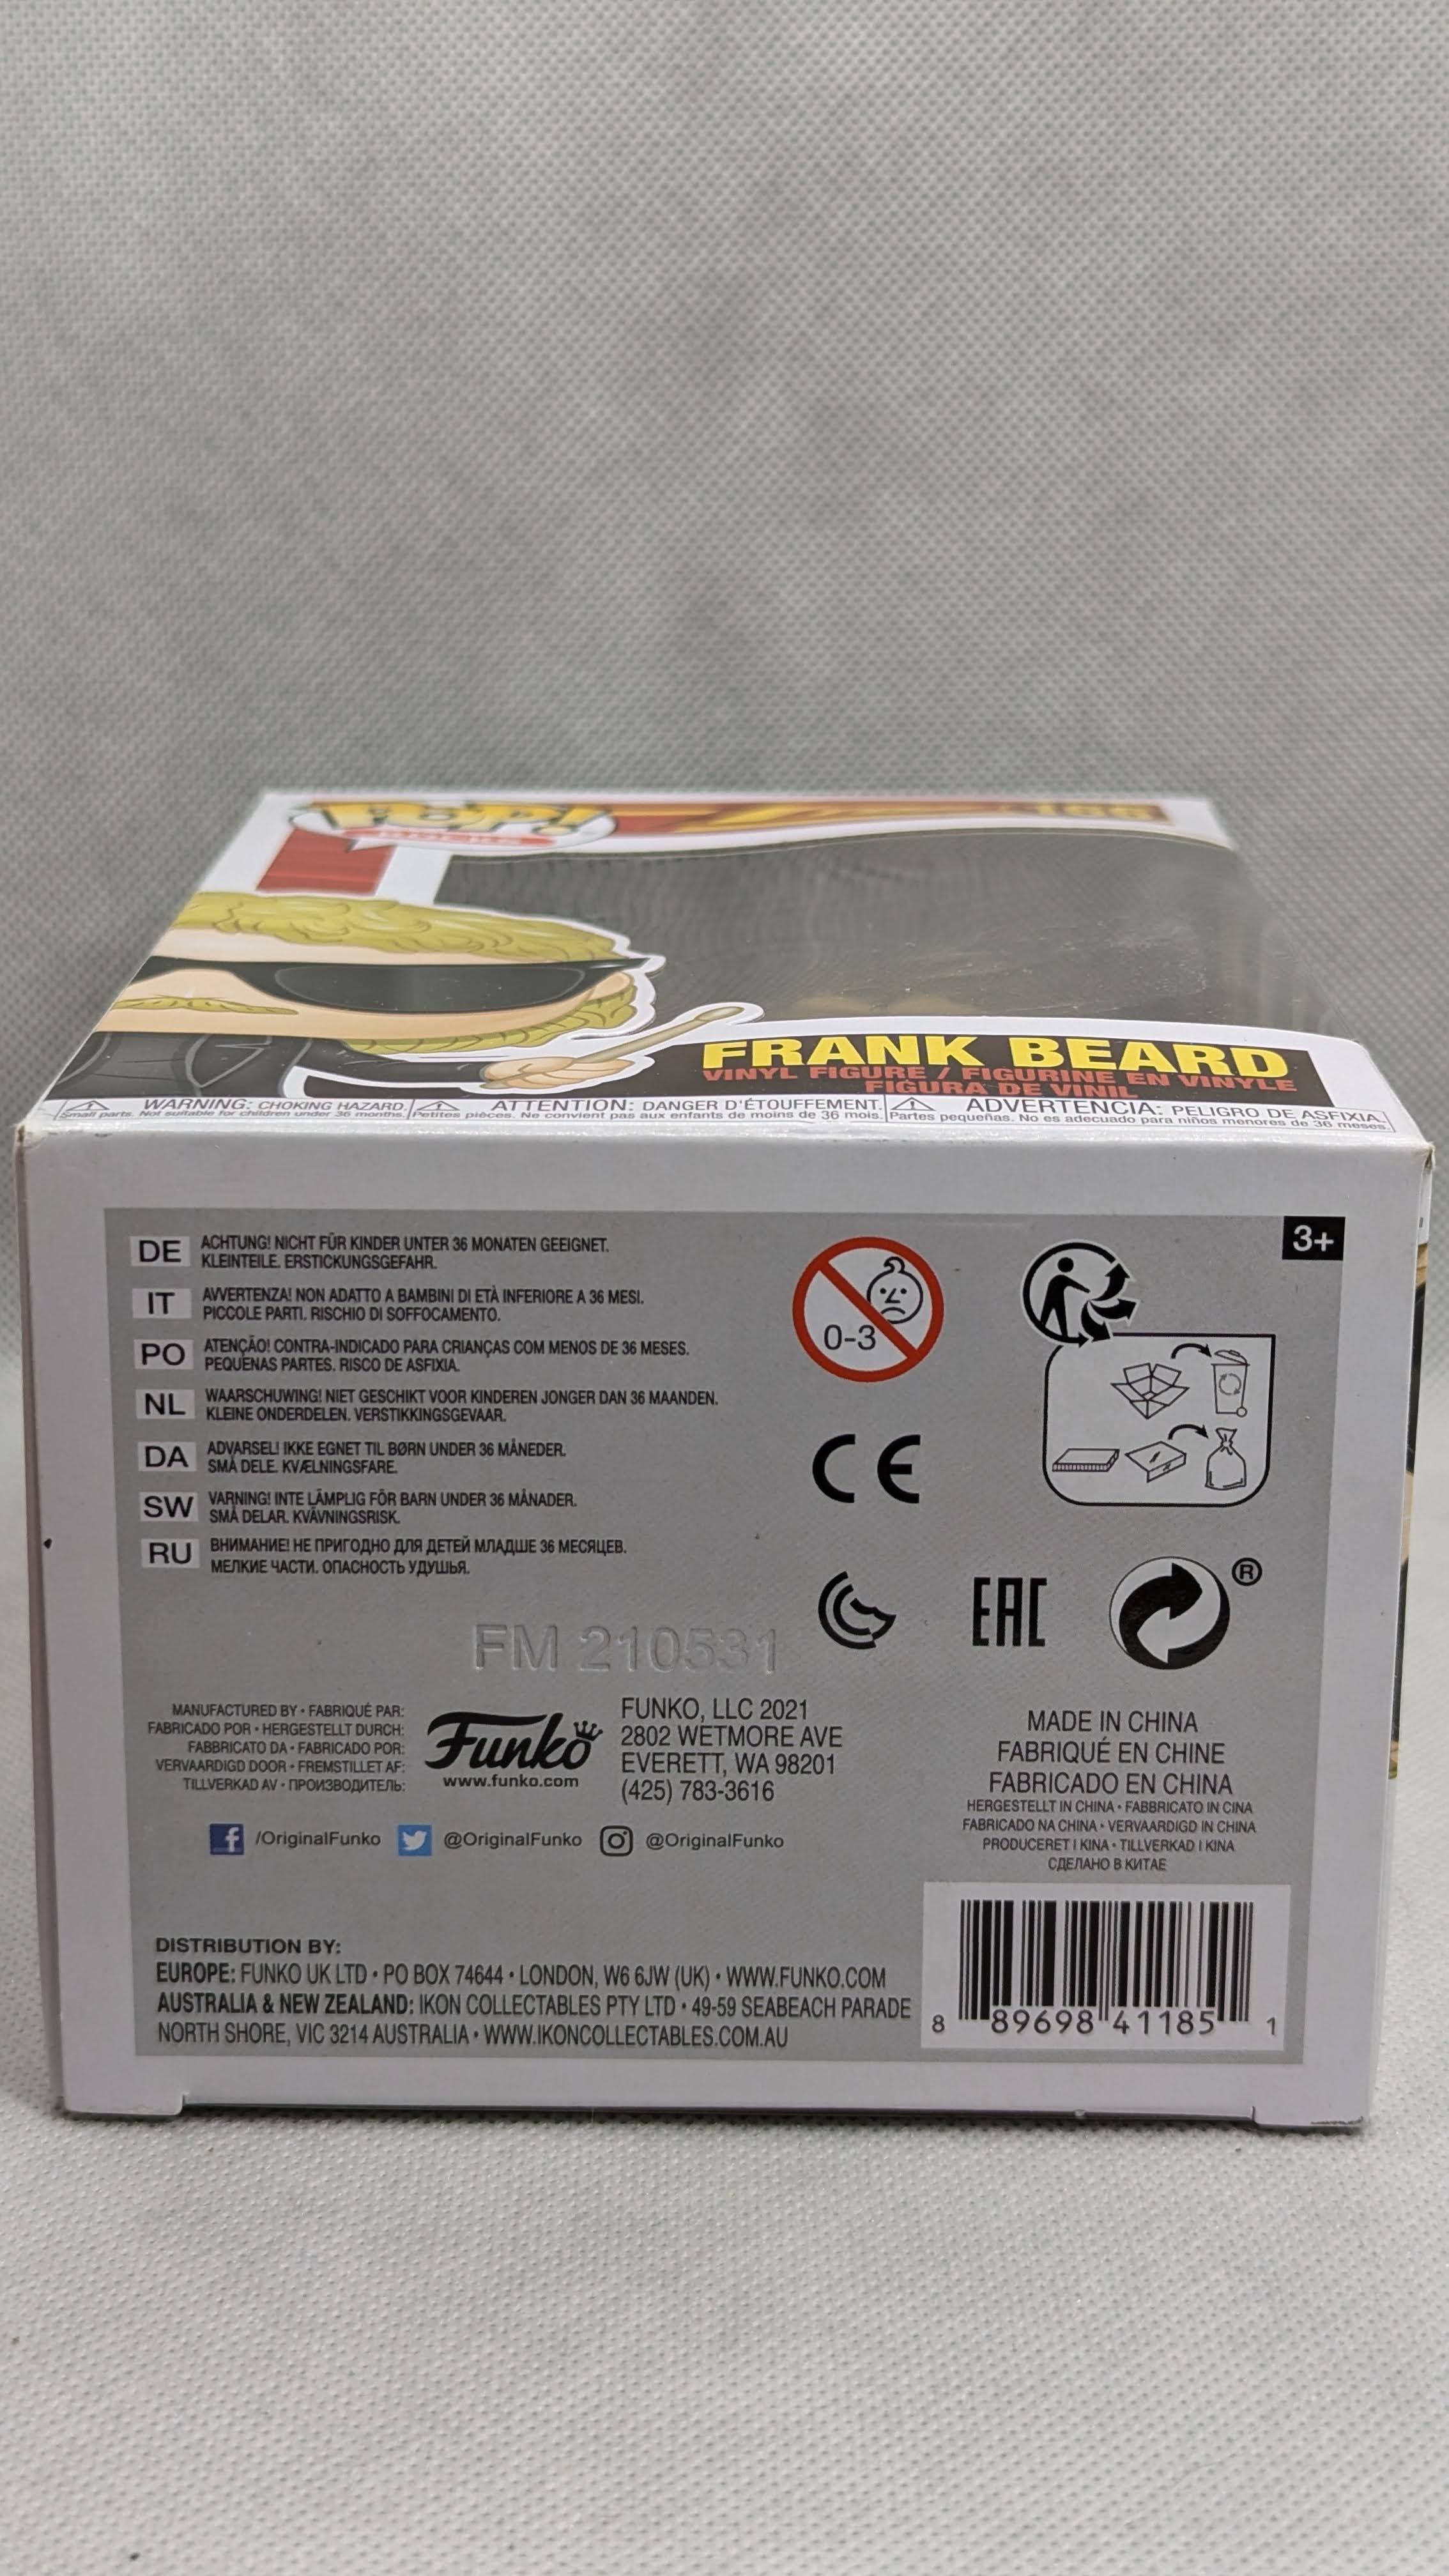 POP!
ROCKS
166
FRANK BEARD
VINYL FIGURE / FIGURINE EN VINYLE
FIGURA DE VINIL
WARNING: CHOKING HAZARD.
Small parts. Not suitable for children under 36 months.
ATTENTION: DANGER D'ÉTOUFFEMENT.
Petites pièces. Ne convient pas aux enfants de moins de 36 mois.
ADVERTENCIA: PELIGRO DE ASFIXIA.
Partes pequeñas. No es adecuado para niños menores de 36 meses.
3+
DE ACHTUNG! NICHT FÜR KINDER UNTER 36 MONATEN GEEIGNET.
KLEINTEILE. ERSTICKUNGSGEFAHR.
IT AVVERTENZA! NON ADATTO A BAMBINI DI ETÀ INFERIORE A 36 MESI.
PICCOLE PARTI. RISCHIO DI SOFFOCAMENTO.
PO ATENÇÃO! CONTRA-INDICADO PARA CRIANÇAS COM MENOS DE 36 MESES.
PEQUENAS PARTES. RISCO DE ASFIXIA.
NL WAARSCHUWING! NIET GESCHIKT VOOR KINDEREN JONGER DAN 36 MAANDEN.
KLEINE ONDERDELEN. VERSTIKKINGSGEVAAR.
DA ADVARSEL! IKKE EGNET TIL BØRN UNDER 36 MÅNEDER.
SMÅ DELE. KVÆLNINGSFARE.
SW VARNING! INTE LÄMPLIG FÖR BARN UNDER 36 MÅNADER.
SMÅ DELAR. KVÄVNINGSRISK.
RU ВНИМАНИЕ! НЕ ПРИГОДНО ДЛЯ ДЕТЕЙ МЛАДШЕ 36 МЕСЯЦЕВ.
МЕЛКИЕ ЧАСТИ. ОПАСНОСТЬ УДУШЬЯ.
0-3
CE
EAC
®
FM 210531
MANUFACTURED BY • FABRIQUÉ PAR:
FABRICADO POR • HERGESTELLT DURCH:
FABBRICATO DA • FABRICADO POR:
VERVAARDIGD DOOR • FREMSTILLET AF:
TILLVERKAD AV • ПРОИЗВОДИТЕЛЬ:
Funko
www.funko.com
FUNKO, LLC 2021
2802 WETMORE AVE
EVERETT, WA 98201
(425) 783-3616
/OriginalFunko @OriginalFunko @OriginalFunko
MADE IN CHINA
FABRIQUÉ EN CHINE
FABRICADO EN CHINA
HERGESTELLT IN CHINA • FABBRICATO IN CINA
FABRICADO NA CHINA • VERVAARDIGD IN CHINA
PRODUCERET I KINA • TILLVERKAD I KINA
СДЕЛАНО В КИТАЕ
DISTRIBUTION BY:
EUROPE: FUNKO UK LTD • PO BOX 74644 • LONDON, W6 6JW (UK) • WWW.FUNKO.COM
AUSTRALIA & NEW ZEALAND: IKON COLLECTABLES PTY LTD • 49-59 SEABEACH PARADE
NORTH SHORE, VIC 3214 AUSTRALIA • WWW.IKONCOLLECTABLES.COM.AU
8 89698 41185 1